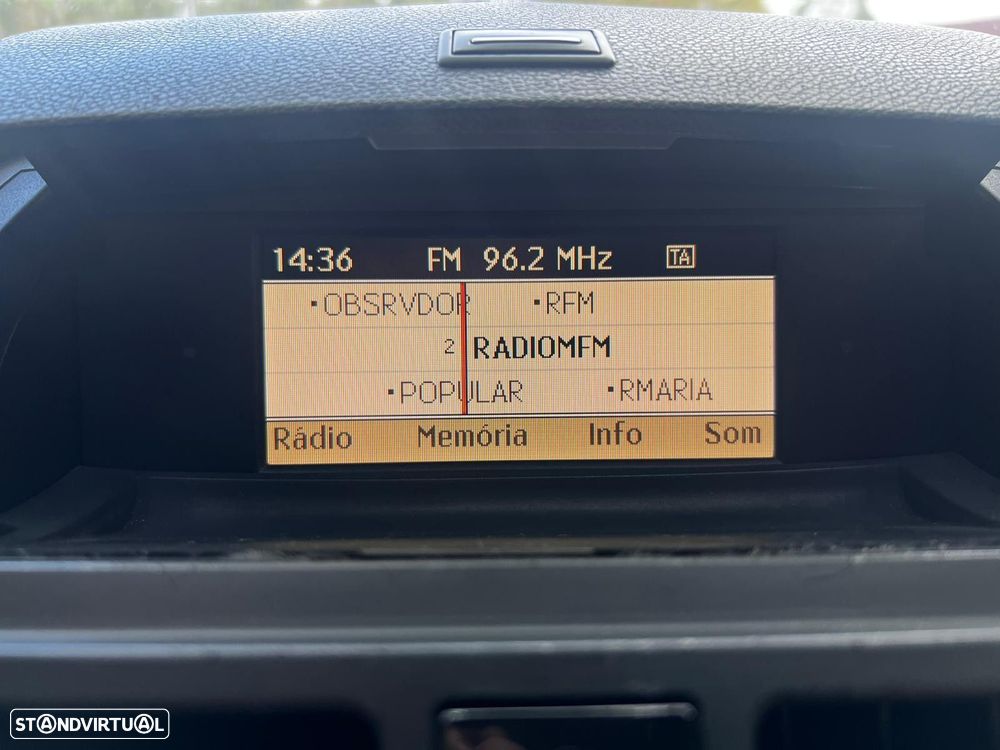 14:36 FM 96.2 MHz TA
•OBSRVDOR •RFM
2 RADIOMFM
•POPULAR •RMARIA
Rádio Memória Info Som
STANDVIRTUAL